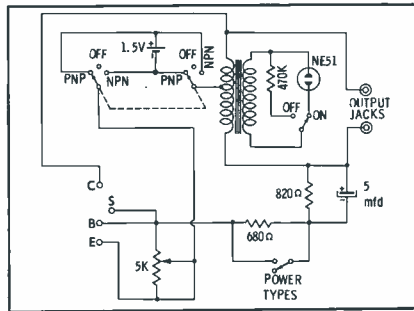 OFF
1.5V
OFF
NPN
PNP
NPN
PNP
470K
NE51
OFF
ON
OUTPUT
JACKS
C
S
B
E
820Ω
5
mfd
680Ω
5K
POWER
TYPES